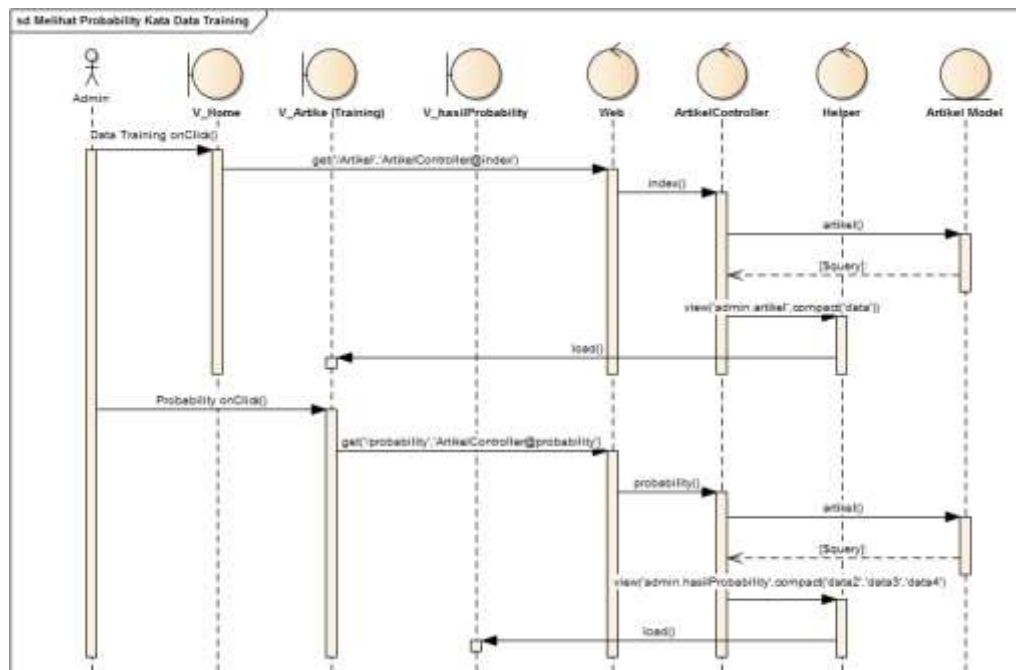 sd Melihat Probability Kata Data Training
Admin
V_Home
V_Artike (Training)
V_hasilProbability
Web
ArtikelController
Helper
Artikel Model
Data Training onClick()
get('/Artikel','ArtikelController@index')
index()
artikel()
[$query]
view('admin.artikel',compact('data'))
load()
Probability onClick()
get('/probability','ArtikelController@probability')
probability()
artikel()
[$query]
view('admin.hasilProbability',compact('data2','data3','data4')
load()